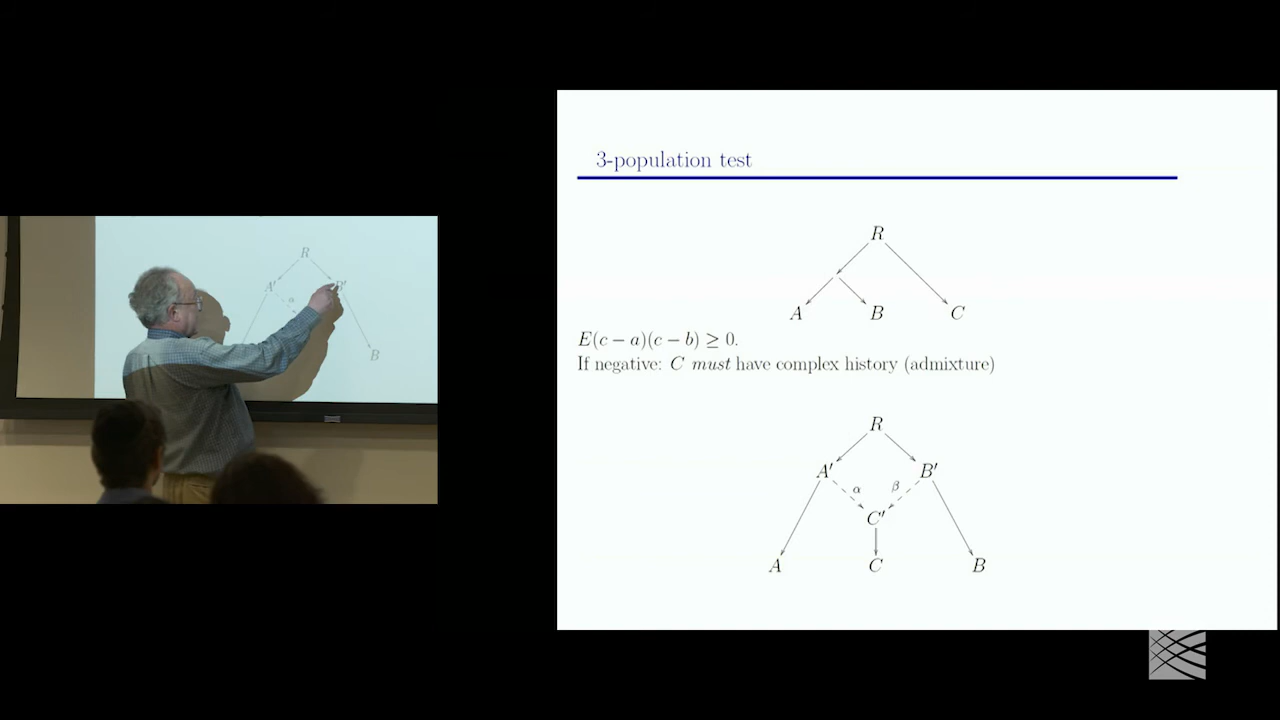 R
A'
α
B'
B
3-population test
R
A B C
E(c − a)(c − b) ≥ 0.
If negative: C must have complex history (admixture)
R
A′ B′
α β
C′
A C B